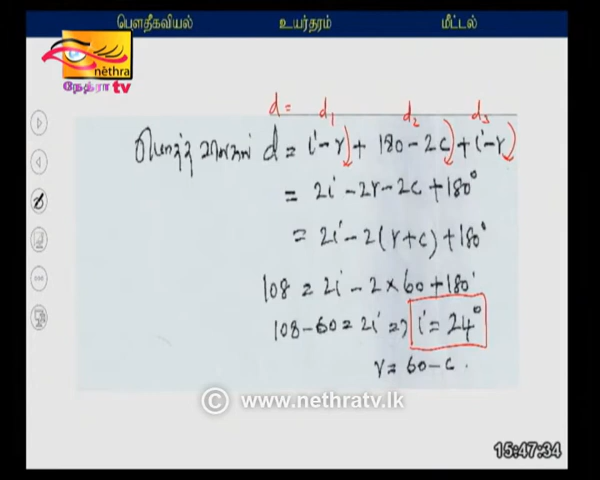 பௌதீகவியல் உயர்தரம் மீட்டல்
nēthra
நேத்ரா tv
d = d₁ d₂ d₃
மொத்த விலகல் d = i - r + 180 - 2c + i - r
= 2i - 2r - 2c + 180°
= 2i - 2(r + c) + 180°
108 = 2i - 2 × 60 + 180°
108 - 60 = 2i ⇒ i = 24°
r = 60 - c .
© www.nethratv.lk
15:47:34